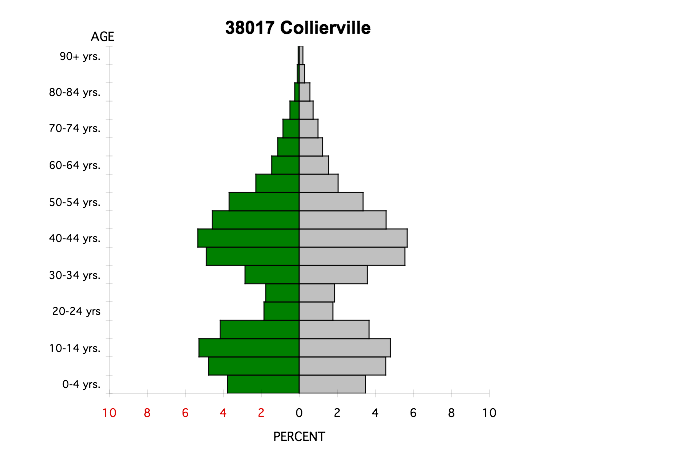 38017 Collierville
AGE
90+ yrs.
80-84 yrs.
70-74 yrs.
60-64 yrs.
50-54 yrs.
40-44 yrs.
30-34 yrs.
20-24 yrs
10-14 yrs.
0-4 yrs.
10 8 6 4 2 0 2 4 6 8 10
PERCENT